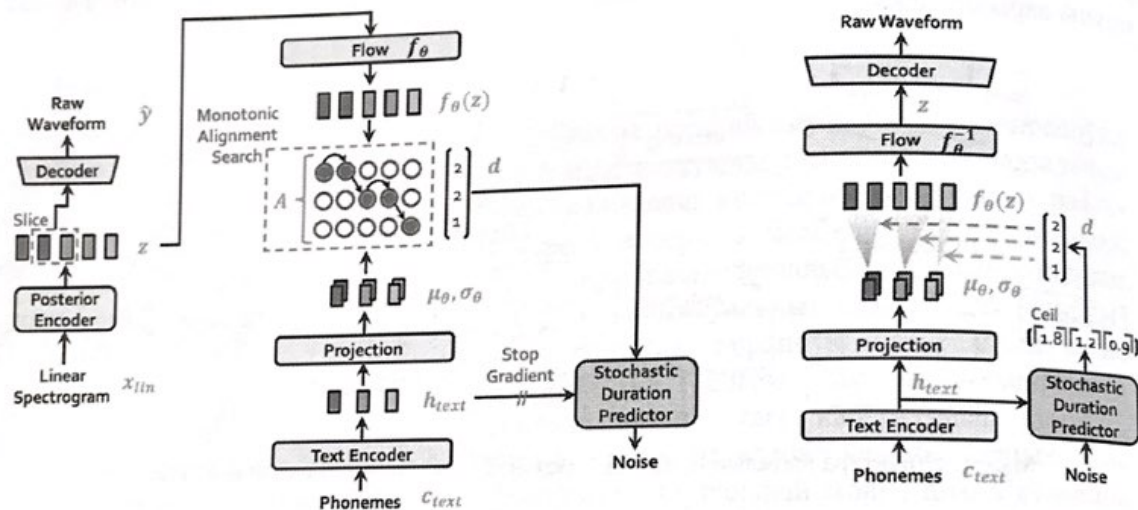 Raw
Waveform
ŷ
Decoder
Slice
z
Posterior
Encoder
Linear
Spectrogram
x_lin
Flow f_θ
f_θ(z)
Monotonic
Alignment
Search
A
2
2
1
d
μ_θ, σ_θ
Projection
h_text
Text Encoder
Phonemes c_text
Stop
Gradient
Stochastic
Duration
Predictor
Noise
Raw Waveform
Decoder
z
Flow f_θ^{-1}
f_θ(z)
d
2
2
1
μ_θ, σ_θ
Ceil
[⌈1.8⌉⌈1.2⌉⌈0.9⌉]
Projection
h_text
Stochastic
Duration
Predictor
Text Encoder
Phonemes c_text
Noise